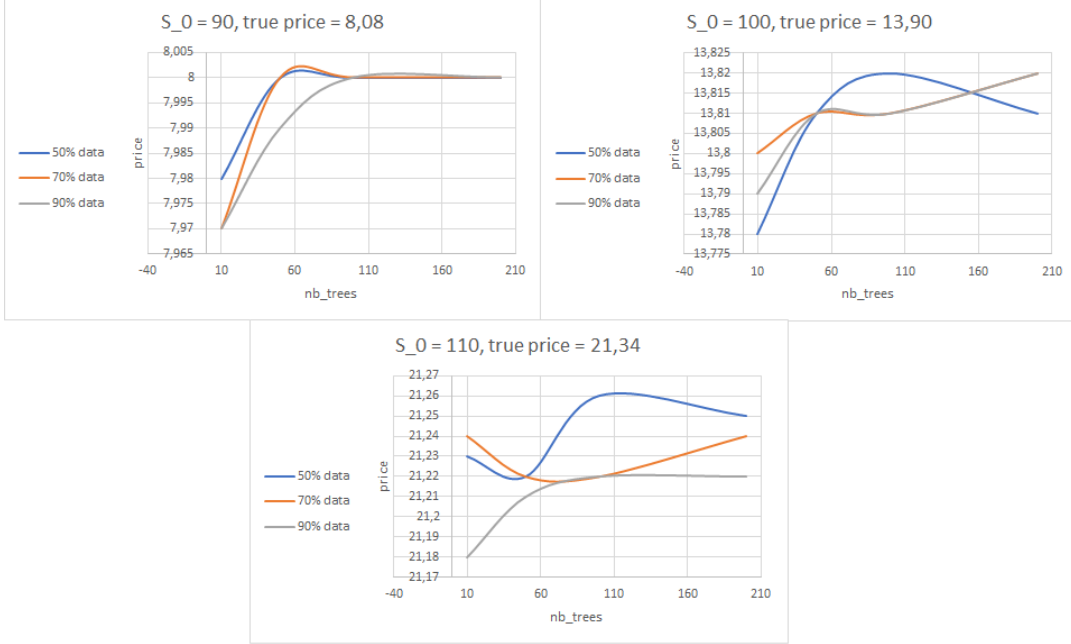 S_0 = 90, true price = 8,08
8,005
8
7,995
7,99
7,985
7,98
7,975
7,97
7,965
price
-40 10 60 110 160 210
nb_trees
50% data
70% data
90% data
S_0 = 100, true price = 13,90
13,825
13,82
13,815
13,81
13,805
13,8
13,795
13,79
13,785
13,78
13,775
price
-40 10 60 110 160 210
nb_trees
50% data
70% data
90% data
S_0 = 110, true price = 21,34
21,27
21,26
21,25
21,24
21,23
21,22
21,21
21,2
21,19
21,18
21,17
price
-40 10 60 110 160 210
nb_trees
50% data
70% data
90% data